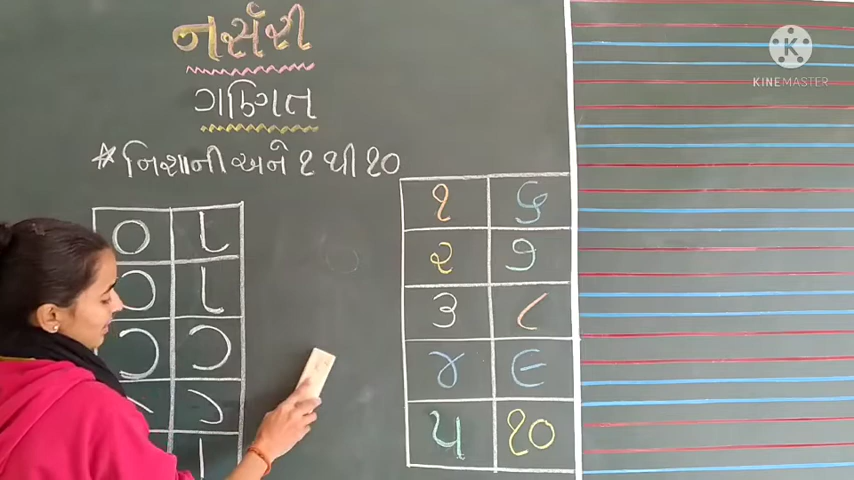 નર્સરી
ગણિત
* નિશાની અને ૧ થી ૧૦
૧ ૬
૨ ૭
૩ ૮
૪ ૯
૫ ૧૦
KINEMASTER